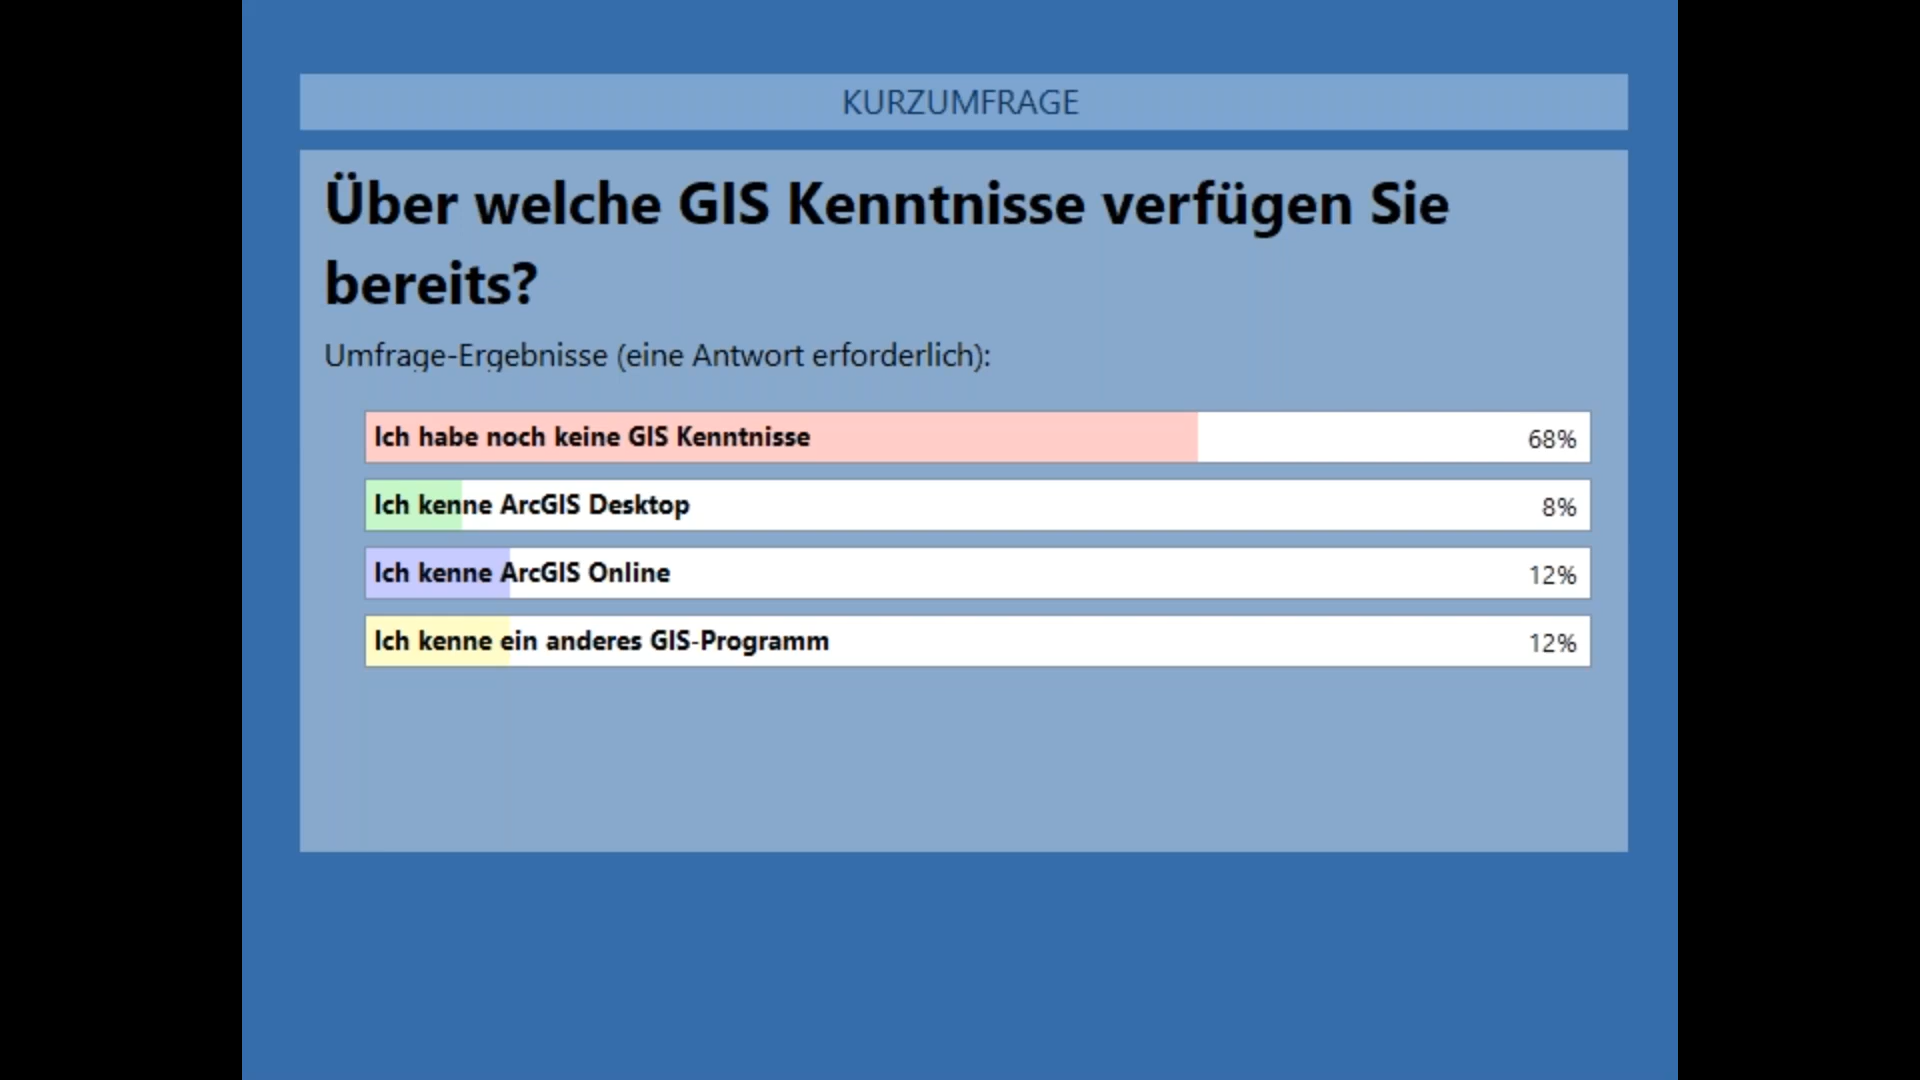 KURZUMFRAGE
Über welche GIS Kenntnisse verfügen Sie
bereits?
Umfrage-Ergebnisse (eine Antwort erforderlich):
Ich habe noch keine GIS Kenntnisse 68%
Ich kenne ArcGIS Desktop 8%
Ich kenne ArcGIS Online 12%
Ich kenne ein anderes GIS-Programm 12%